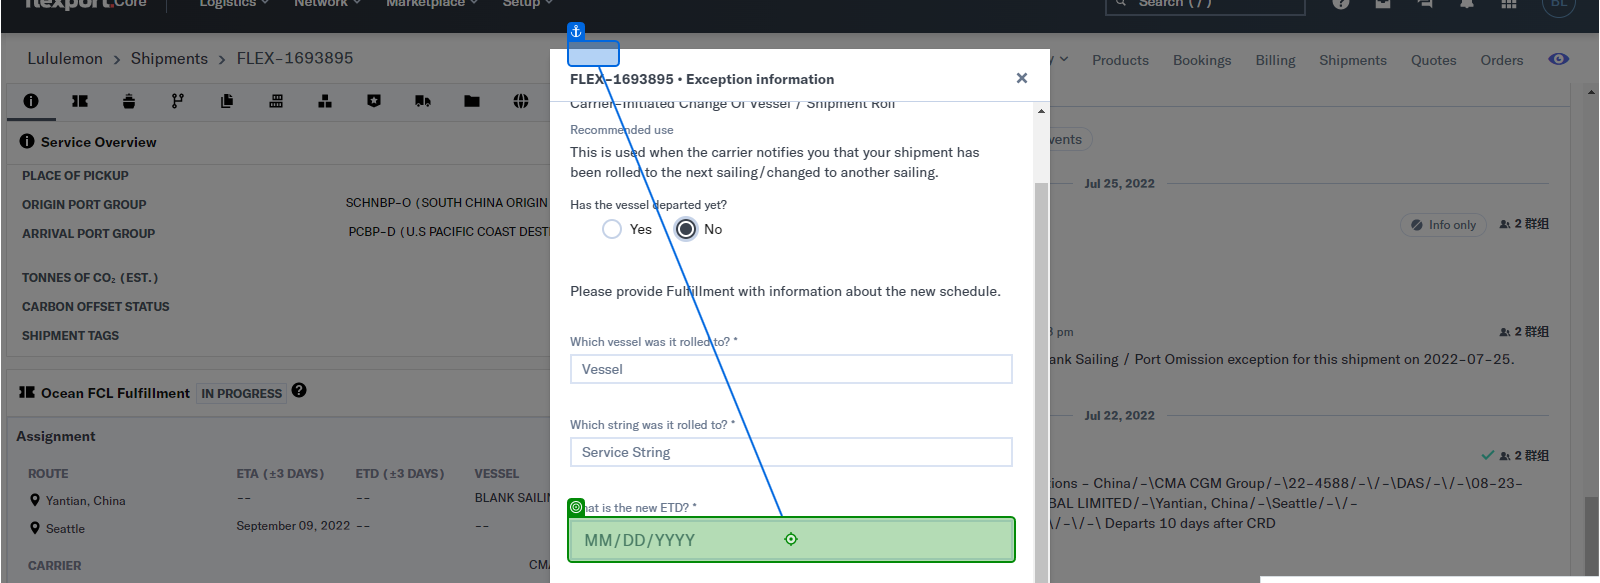 flexport.Core
Logistics
Network
Marketplace
Setup
Search ( / )
BL
Lululemon > Shipments > FLEX-1693895
Products
Bookings
Billing
Shipments
Quotes
Orders
Service Overview
PLACE OF PICKUP
ORIGIN PORT GROUP
SCHNBP-O (SOUTH CHINA ORIGIN
ARRIVAL PORT GROUP
PCBP-D (U.S PACIFIC COAST DEST
TONNES OF CO₂ (EST.)
CARBON OFFSET STATUS
SHIPMENT TAGS
Ocean FCL Fulfillment IN PROGRESS
Assignment
ROUTE
ETA (±3 DAYS)
ETD (±3 DAYS)
VESSEL
Yantian, China
--
--
BLANK SAILIN
Seattle
September 09, 2022
--
--
CARRIER
CMA
FLEX-1693895 • Exception information
Carrier-Initiated Change Of Vessel / Shipment Roll
Recommended use
This is used when the carrier notifies you that your shipment has
been rolled to the next sailing/changed to another sailing.
Has the vessel departed yet?
Yes
No
Please provide Fulfillment with information about the new schedule.
Which vessel was it rolled to? *
Vessel
Which string was it rolled to? *
Service String
hat is the new ETD? *
MM/DD/YYYY
vents
Jul 25, 2022
Info only
2 群组
pm
2 群组
ank Sailing / Port Omission exception for this shipment on 2022-07-25.
Jul 22, 2022
2 群组
tions - China/-\CMA CGM Group/-\22-4588/-\/-\DAS/-\/-\08-23-
BAL LIMITED/-\Yantian, China/-\Seattle/-\/-
\/-\/-\ Departs 10 days after CRD